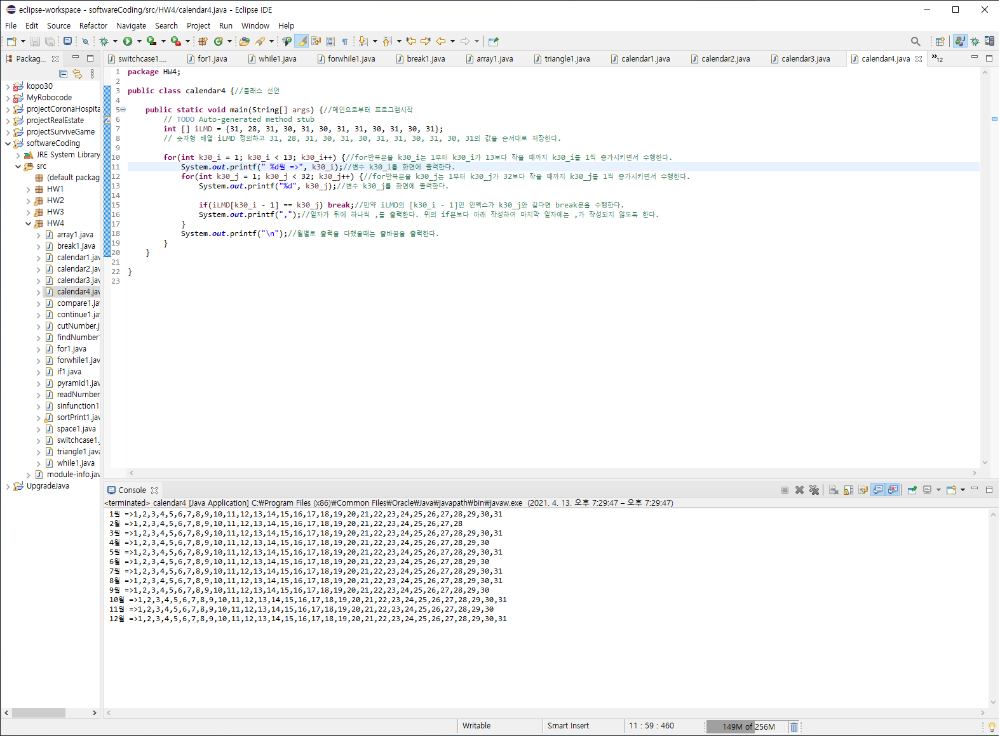 eclipse-workspace - softwareCoding/src/HW4/calendar4.java - Eclipse IDE
File Edit Source Refactor Navigate Search Project Run Window Help
Packag...
switchcase1.... for1.java while1.java forwhile1.java break1.java array1.java triangle1.java calendar1.java calendar2.java calendar3.java calendar4.java »12
kopo30
MyRobocode
projectCoronaHospita
projectRealEstate
projectSurviveGame
softwareCoding
JRE System Library
src
(default packag
HW1
HW2
HW3
HW4
array1.java
break1.java
calendar1.jav
calendar2.jav
calendar3.jav
calendar4.jav
compare1.jav
continue1.jav
cutNumber.j
findNumber
for1.java
forwhile1.jav
if1.java
pyramid1.jav
readNumber
sinfunction1
sortPrint1.jav
space1.java
switchcase1.
triangle1.java
while1.java
module-info.jav
UpgradeJava
1 package HW4;
2
3 public class calendar4 {//클래스 선언
4
5 public static void main(String[] args) {//메인으로부터 프로그램시작
6 // TODO Auto-generated method stub
7 int [] iLMD = {31, 28, 31, 30, 31, 30, 31, 31, 30, 31, 30, 31};
8 // 숫자형 배열 iLMD 정의하고 31, 28, 31, 30, 31, 30, 31, 31, 30, 31, 30, 31의 값을 순서대로 저장한다.
9
10 for(int k30_i = 1; k30_i < 13; k30_i++) {//for반복문을 k30_i는 1부터 k30_i가 13보다 작을 때까지 k30_i를 1씩 증가시키면서 수행한다.
11 System.out.printf(" %d월 =>", k30_i);//변수 k30_i를 화면에 출력한다.
12 for(int k30_j = 1; k30_j < 32; k30_j++) {//for반복문을 k30_j는 1부터 k30_j가 32보다 작을 때까지 k30_j를 1씩 증가시키면서 수행한다.
13 System.out.printf("%d", k30_j);//변수 k30_j를 화면에 출력한다.
14
15 if(iLMD[k30_i - 1] == k30_j) break;//만약 iLMD의 [k30_i - 1]인 인덱스가 k30_j와 같다면 break문을 수행한다.
16 System.out.printf(",");//일자가 뒤에 하나씩 ,를 출력한다. 위의 if문보다 아래 작성하여 마지막 일자에는 ,가 작성되지 않도록 한다.
17 }
18 System.out.printf("\n");//월별로 출력을 다했을때는 줄바꿈을 출력한다.
19 }
20 }
21
22 }
23
Console
<terminated> calendar4 [Java Application] C:₩Program Files (x86)₩Common Files₩Oracle₩Java₩javapath₩bin₩javaw.exe (2021. 4. 13. 오후 7:29:47 – 오후 7:29:47)
1월 =>1,2,3,4,5,6,7,8,9,10,11,12,13,14,15,16,17,18,19,20,21,22,23,24,25,26,27,28,29,30,31
2월 =>1,2,3,4,5,6,7,8,9,10,11,12,13,14,15,16,17,18,19,20,21,22,23,24,25,26,27,28
3월 =>1,2,3,4,5,6,7,8,9,10,11,12,13,14,15,16,17,18,19,20,21,22,23,24,25,26,27,28,29,30,31
4월 =>1,2,3,4,5,6,7,8,9,10,11,12,13,14,15,16,17,18,19,20,21,22,23,24,25,26,27,28,29,30
5월 =>1,2,3,4,5,6,7,8,9,10,11,12,13,14,15,16,17,18,19,20,21,22,23,24,25,26,27,28,29,30,31
6월 =>1,2,3,4,5,6,7,8,9,10,11,12,13,14,15,16,17,18,19,20,21,22,23,24,25,26,27,28,29,30
7월 =>1,2,3,4,5,6,7,8,9,10,11,12,13,14,15,16,17,18,19,20,21,22,23,24,25,26,27,28,29,30,31
8월 =>1,2,3,4,5,6,7,8,9,10,11,12,13,14,15,16,17,18,19,20,21,22,23,24,25,26,27,28,29,30,31
9월 =>1,2,3,4,5,6,7,8,9,10,11,12,13,14,15,16,17,18,19,20,21,22,23,24,25,26,27,28,29,30
10월 =>1,2,3,4,5,6,7,8,9,10,11,12,13,14,15,16,17,18,19,20,21,22,23,24,25,26,27,28,29,30,31
11월 =>1,2,3,4,5,6,7,8,9,10,11,12,13,14,15,16,17,18,19,20,21,22,23,24,25,26,27,28,29,30
12월 =>1,2,3,4,5,6,7,8,9,10,11,12,13,14,15,16,17,18,19,20,21,22,23,24,25,26,27,28,29,30,31
Writable Smart Insert 11 : 59 : 460 149M of 256M